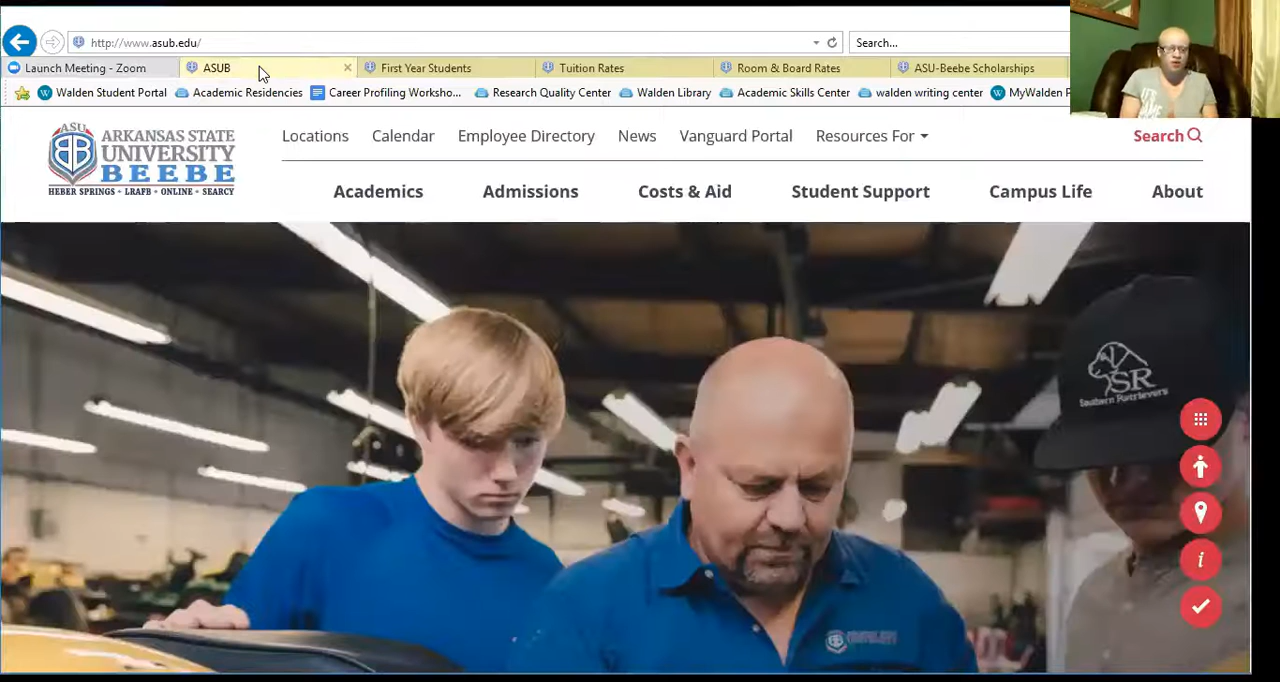 http://www.asub.edu/
Search...
Launch Meeting - Zoom
ASUB
First Year Students
Tuition Rates
Room & Board Rates
ASU-Beebe Scholarships
Walden Student Portal
Academic Residencies
Career Profiling Worksho...
Research Quality Center
Walden Library
Academic Skills Center
walden writing center
MyWalden P
ASU
ARKANSAS STATE
UNIVERSITY
BEEBE
HEBER SPRINGS • LRAFB • ONLINE • SEARCY
Locations
Calendar
Employee Directory
News
Vanguard Portal
Resources For
Search
Academics
Admissions
Costs & Aid
Student Support
Campus Life
About
SR
Southern Retrievers